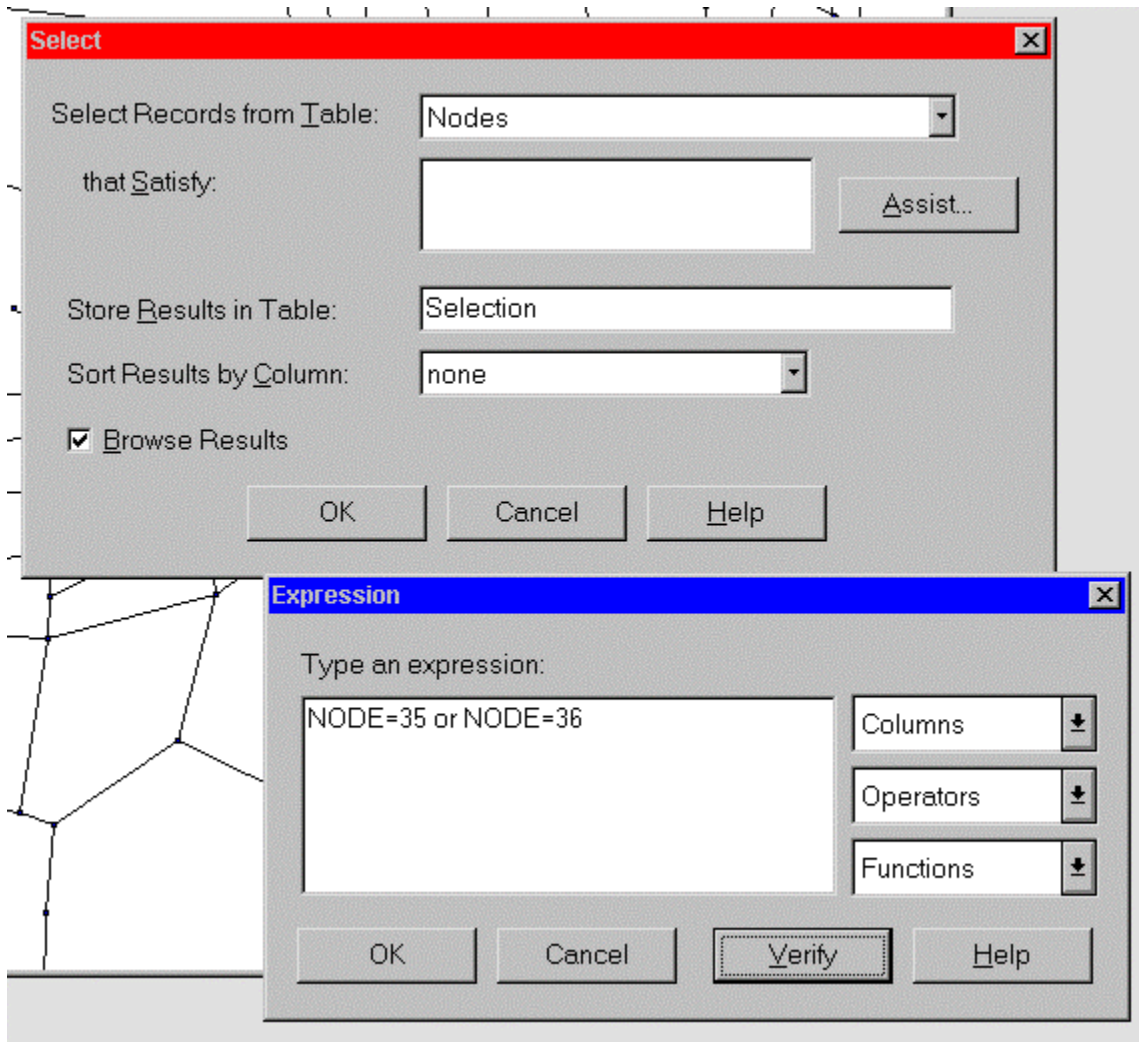 Select
Select Records from Table: Nodes
that Satisfy:
Assist...
Store Results in Table: Selection
Sort Results by Column: none
Browse Results
OK Cancel Help
Expression
Type an expression:
NODE=35 or NODE=36
Columns
Operators
Functions
OK Cancel Verify Help